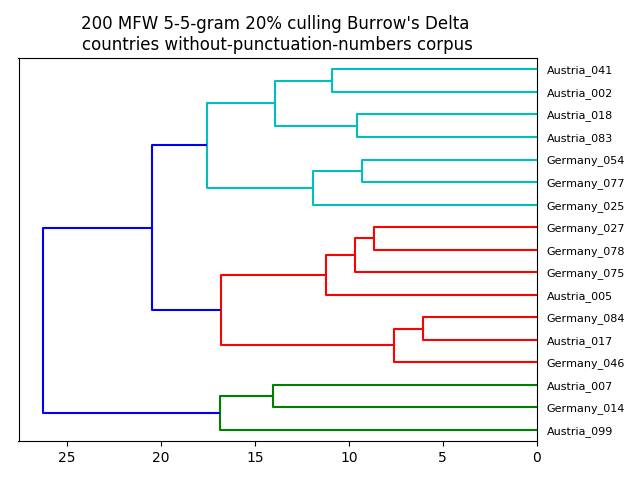 200 MFW 5-5-gram 20% culling Burrow's Delta
countries without-punctuation-numbers corpus
Austria_041
Austria_002
Austria_018
Austria_083
Germany_054
Germany_077
Germany_025
Germany_027
Germany_078
Germany_075
Austria_005
Germany_084
Austria_017
Germany_046
Austria_007
Germany_014
Austria_099
25 20 15 10 5 0